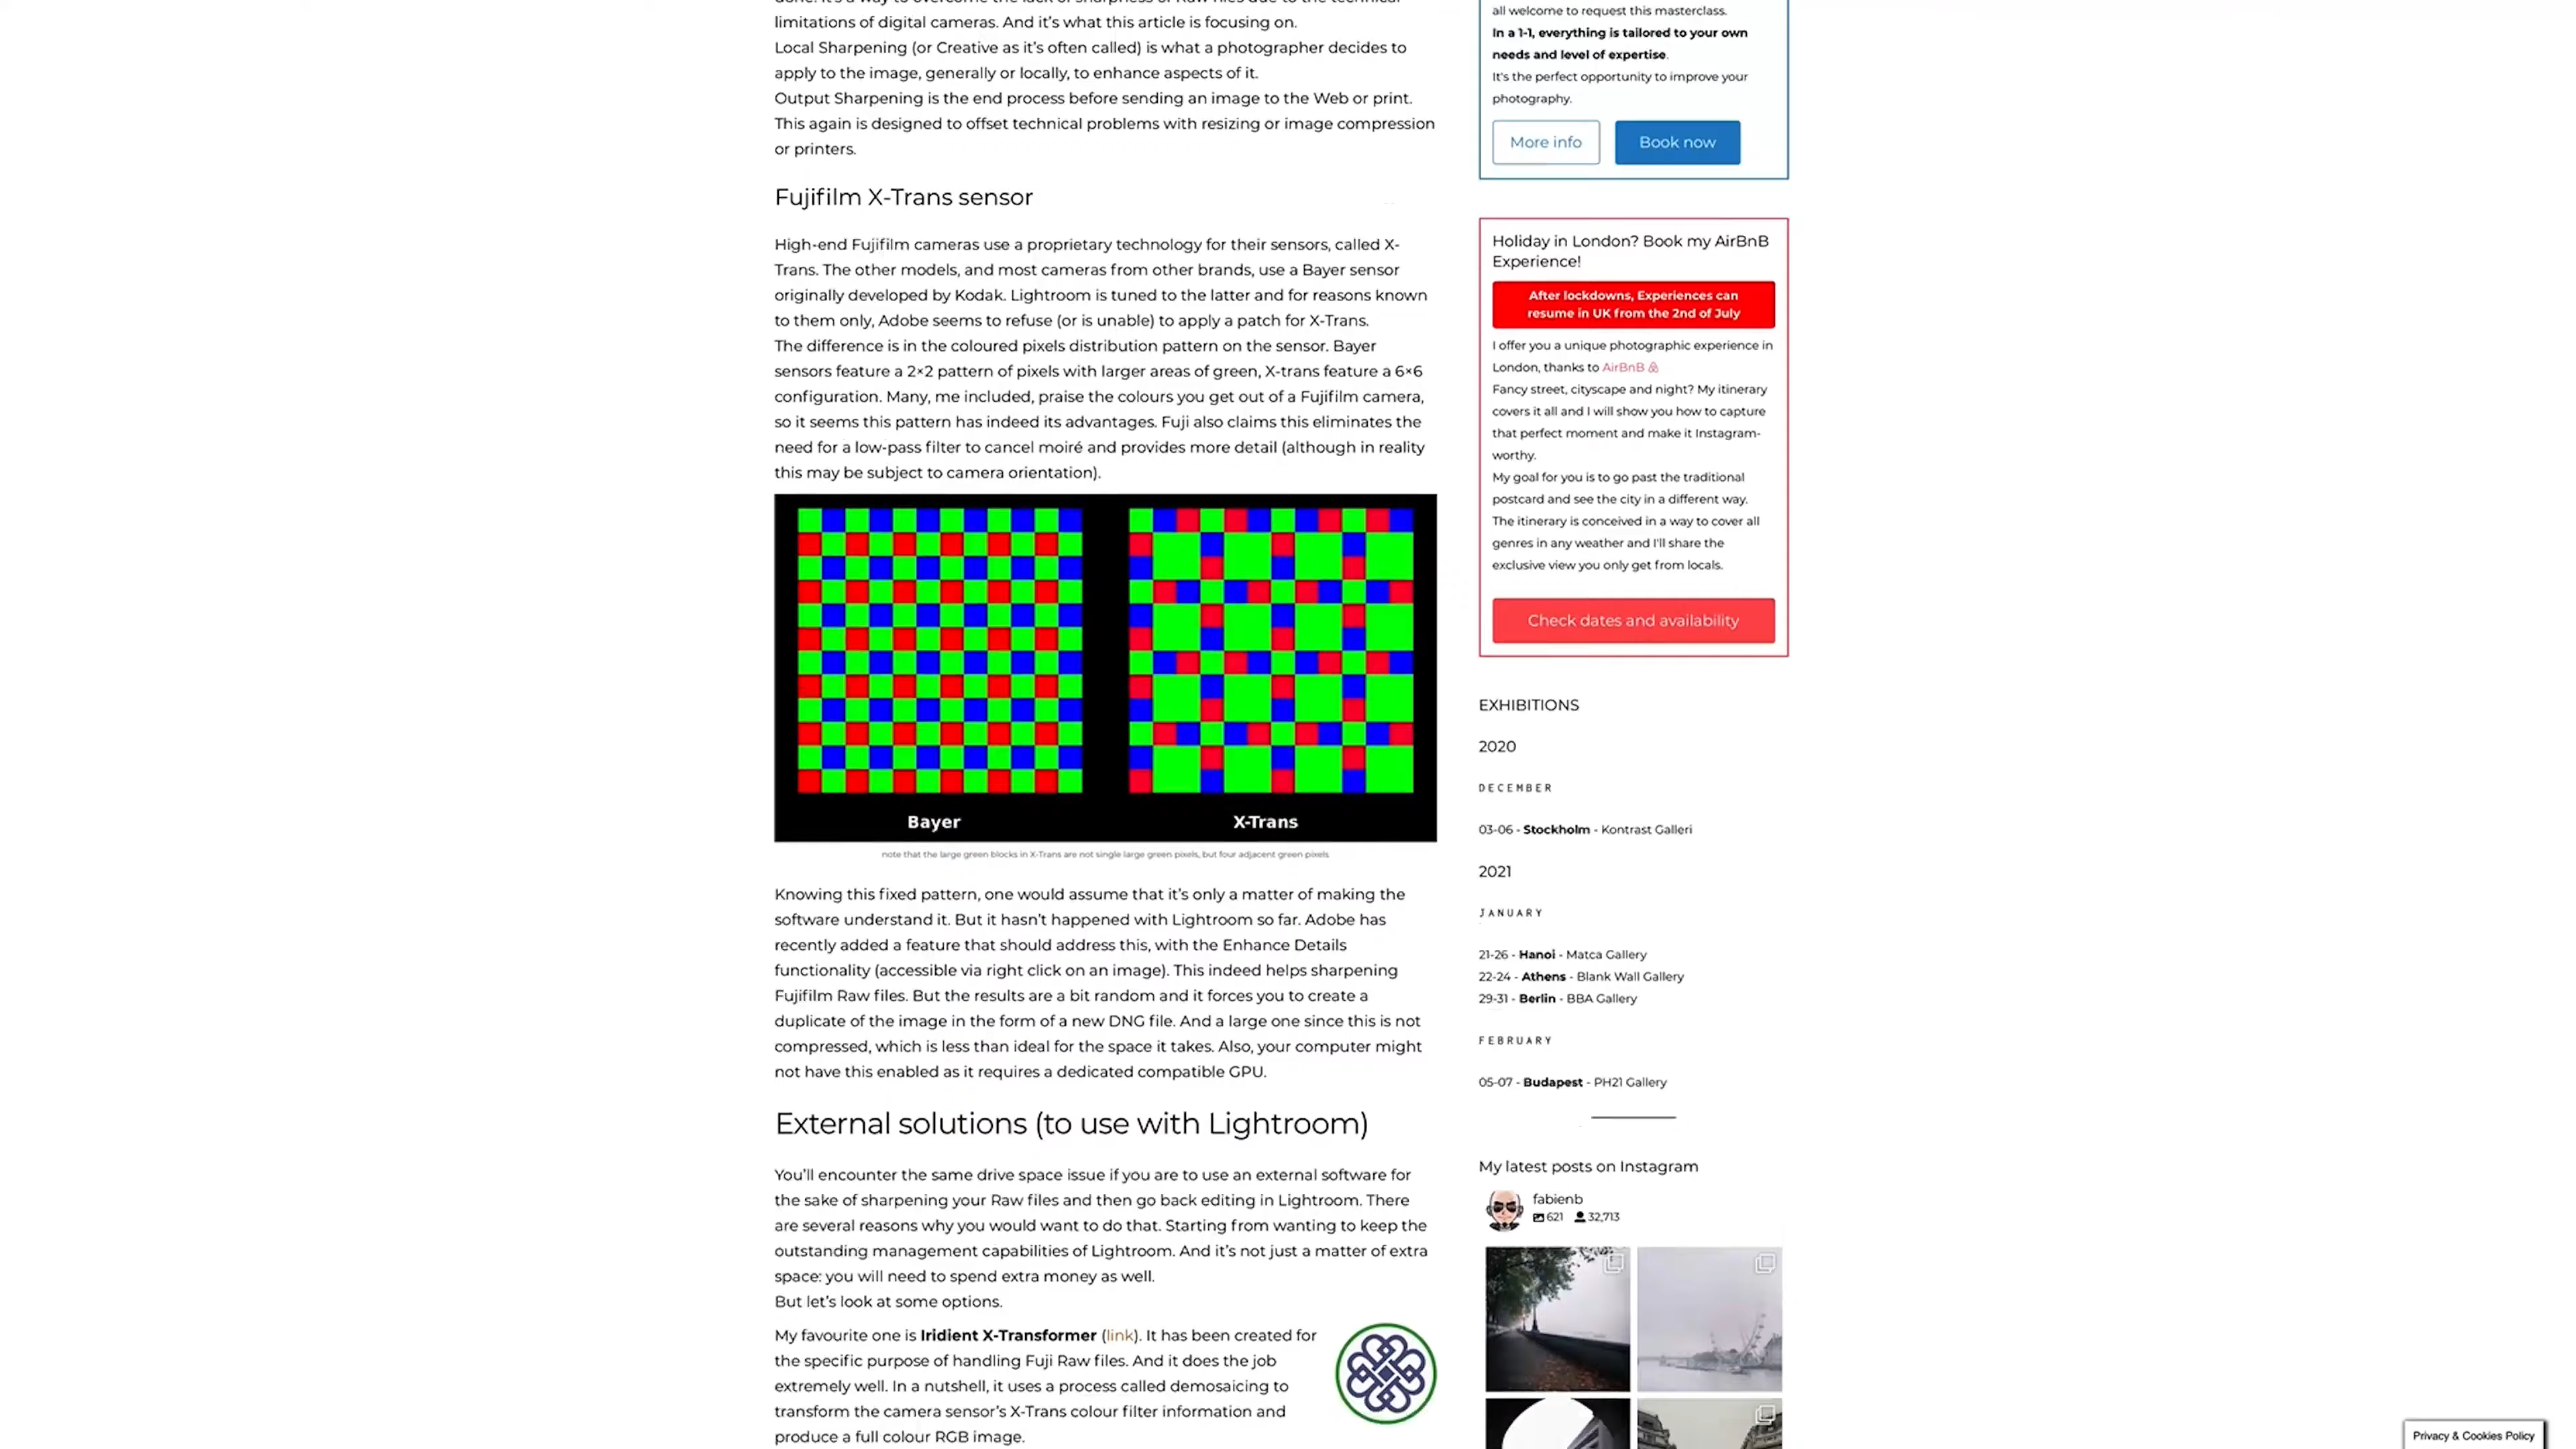 limitations of digital cameras. And it's what this article is focusing on.
Local Sharpening (or Creative as it's often called) is what a photographer decides to
apply to the image, generally or locally, to enhance aspects of it.
Output Sharpening is the end process before sending an image to the Web or print.
This again is designed to offset technical problems with resizing or image compression
or printers.
Fujifilm X-Trans sensor
High-end Fujifilm cameras use a proprietary technology for their sensors, called X-
Trans. The other models, and most cameras from other brands, use a Bayer sensor
originally developed by Kodak. Lightroom is tuned to the latter and for reasons known
to them only, Adobe seems to refuse (or is unable) to apply a patch for X-Trans.
The difference is in the coloured pixels distribution pattern on the sensor. Bayer
sensors feature a 2×2 pattern of pixels with larger areas of green, X-trans feature a 6×6
configuration. Many, me included, praise the colours you get out of a Fujifilm camera,
so it seems this pattern has indeed its advantages. Fuji also claims this eliminates the
need for a low-pass filter to cancel moiré and provides more detail (although in reality
this may be subject to camera orientation).
Bayer
X-Trans
note that the large green blocks in X-Trans are not single large green pixels, but four adjacent green pixels
Knowing this fixed pattern, one would assume that it's only a matter of making the
software understand it. But it hasn't happened with Lightroom so far. Adobe has
recently added a feature that should address this, with the Enhance Details
functionality (accessible via right click on an image). This indeed helps sharpening
Fujifilm Raw files. But the results are a bit random and it forces you to create a
duplicate of the image in the form of a new DNG file. And a large one since this is not
compressed, which is less than ideal for the space it takes. Also, your computer might
not have this enabled as it requires a dedicated compatible GPU.
External solutions (to use with Lightroom)
You'll encounter the same drive space issue if you are to use an external software for
the sake of sharpening your Raw files and then go back editing in Lightroom. There
are several reasons why you would want to do that. Starting from wanting to keep the
outstanding management capabilities of Lightroom. And it's not just a matter of extra
space: you will need to spend extra money as well.
But let's look at some options.
My favourite one is Iridient X-Transformer (link). It has been created for
the specific purpose of handling Fuji Raw files. And it does the job
extremely well. In a nutshell, it uses a process called demosaicing to
transform the camera sensor's X-Trans colour filter information and
produce a full colour RGB image.
all welcome to request this masterclass.
In a 1-1, everything is tailored to your own
needs and level of expertise.
It's the perfect opportunity to improve your
photography.
More info
Book now
Holiday in London? Book my AirBnB
Experience!
After lockdowns, Experiences can
resume in UK from the 2nd of July
I offer you a unique photographic experience in
London, thanks to AirBnB
Fancy street, cityscape and night? My itinerary
covers it all and I will show you how to capture
that perfect moment and make it Instagram-
worthy.
My goal for you is to go past the traditional
postcard and see the city in a different way.
The itinerary is conceived in a way to cover all
genres in any weather and I'll share the
exclusive view you only get from locals.
Check dates and availability
EXHIBITIONS
2020
DECEMBER
03-06 - Stockholm - Kontrast Galleri
2021
JANUARY
21-26 - Hanoi - Matca Gallery
22-24 - Athens - Blank Wall Gallery
29-31 - Berlin - BBA Gallery
FEBRUARY
05-07 - Budapest - PH21 Gallery
My latest posts on Instagram
fabienb
621 32,713
Privacy & Cookies Policy